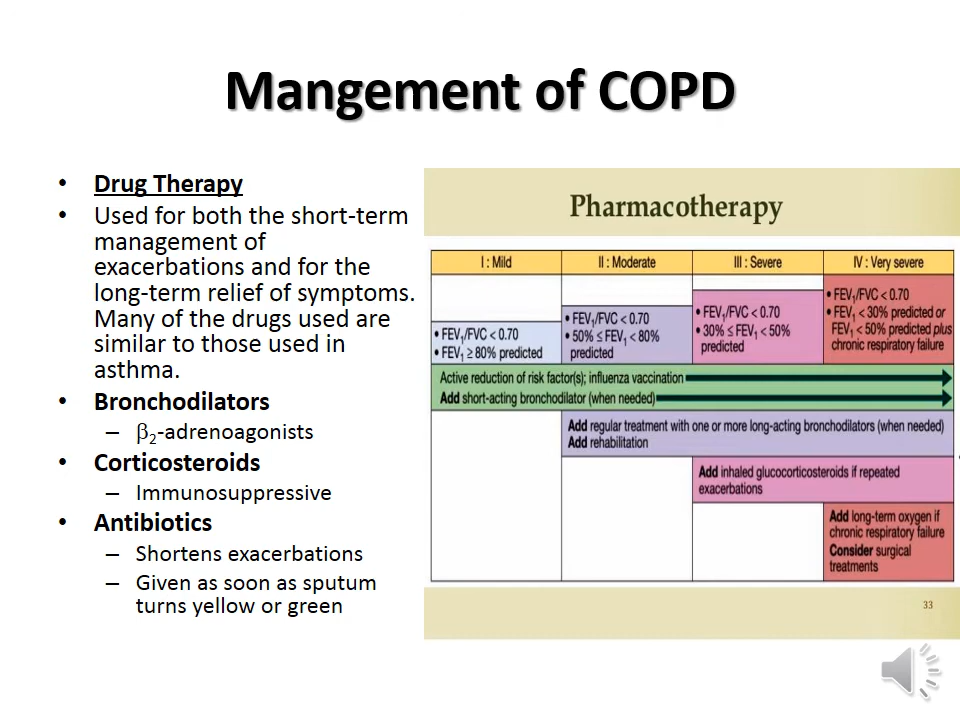 Mangement of COPD
• Drug Therapy
• Used for both the short-term
management of
exacerbations and for the
long-term relief of symptoms.
Many of the drugs used are
similar to those used in
asthma.
• Bronchodilators
– β2-adrenoagonists
• Corticosteroids
– Immunosuppressive
• Antibiotics
– Shortens exacerbations
– Given as soon as sputum
turns yellow or green
Pharmacotherapy
I : Mild
II : Moderate
III : Severe
IV : Very severe
• FEV1/FVC < 0.70
• FEV1 ≥ 80% predicted
• FEV1/FVC < 0.70
• 50% ≤ FEV1 < 80%
predicted
• FEV1/FVC < 0.70
• 30% ≤ FEV1 < 50%
predicted
• FEV1/FVC < 0.70
• FEV1 < 30% predicted or
FEV1 < 50% predicted plus
chronic respiratory failure
Active reduction of risk factor(s); influenza vaccination
Add short-acting bronchodilator (when needed)
Add regular treatment with one or more long-acting bronchodilators (when needed)
Add rehabilitation
Add inhaled glucocorticosteroids if repeated
exacerbations
Add long-term oxygen if
chronic respiratory failure
Consider surgical
treatments
33